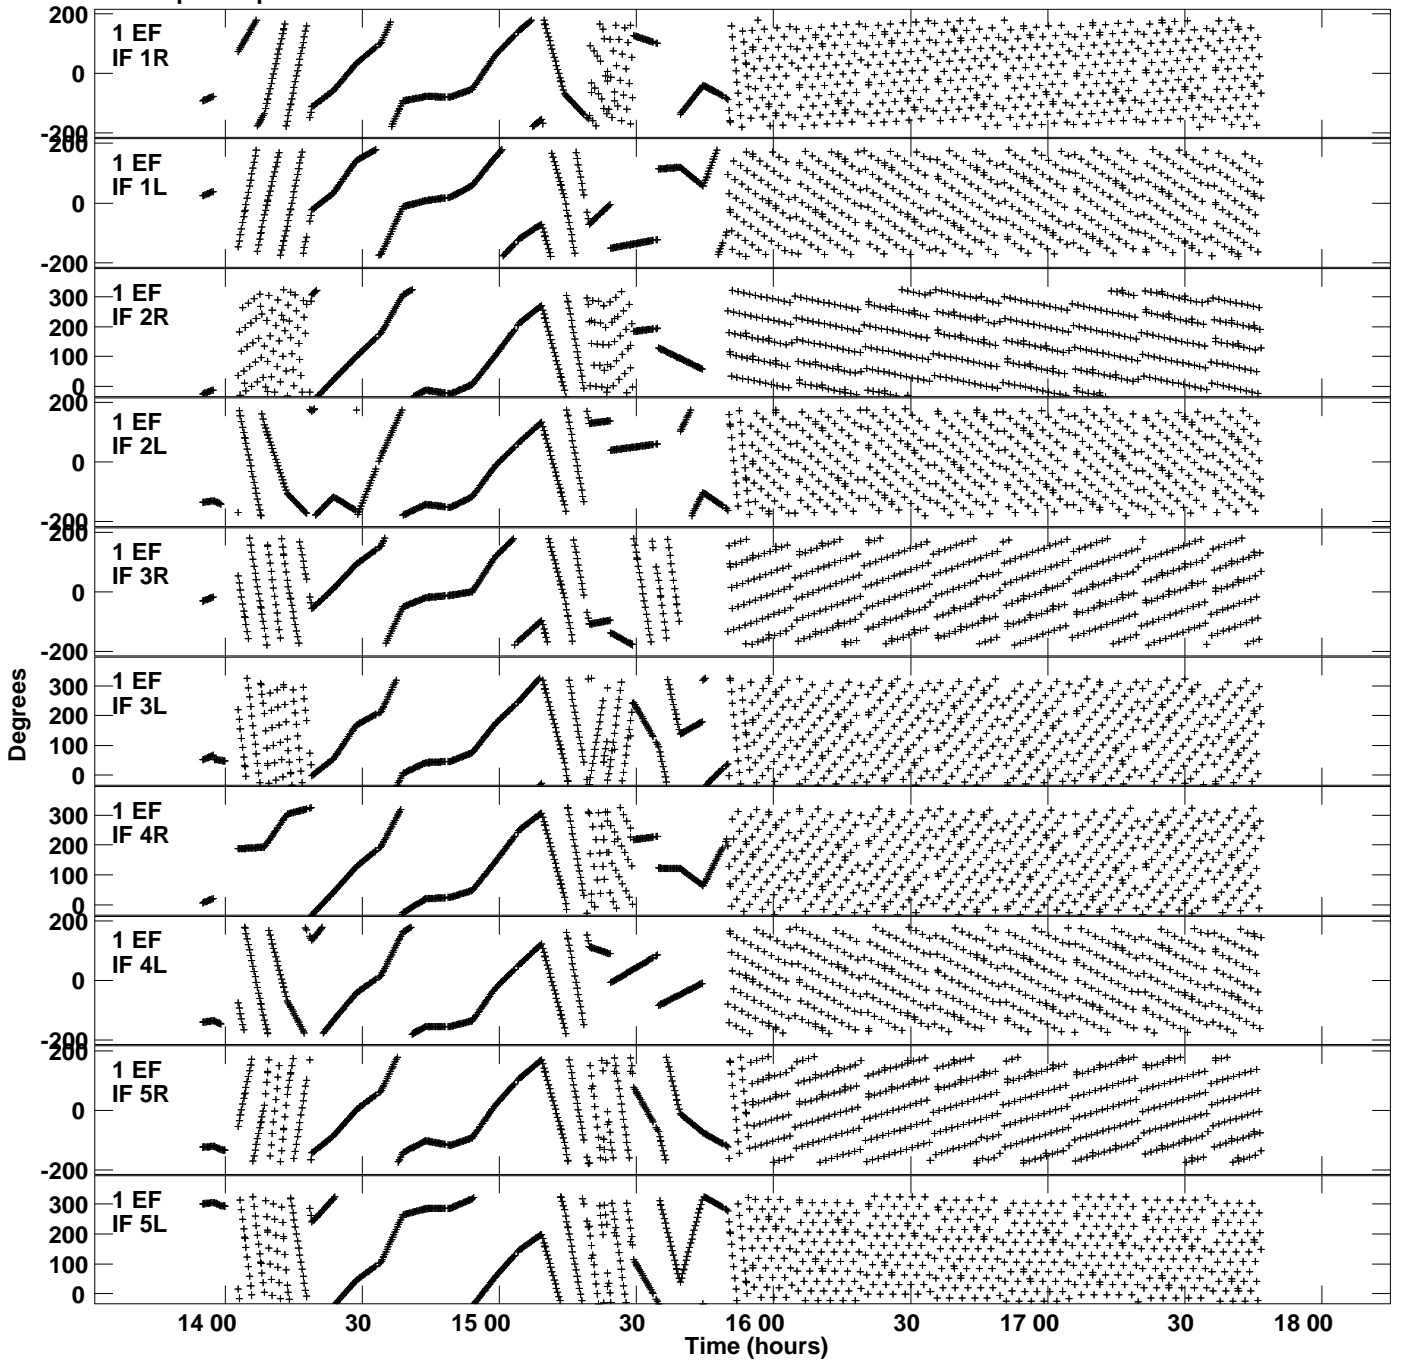 200
1 EF
IF 1R
0
-200
200
1 EF
IF 1L
0
-200
300
1 EF
IF 2R
200
100
0
200
1 EF
IF 2L
0
-200
200
1 EF
IF 3R
0
-200
300
1 EF
IF 3L
200
100
0
300
1 EF
IF 4R
200
100
0
200
1 EF
IF 4L
0
-200
200
1 EF
IF 5R
0
-200
300
1 EF
IF 5L
200
100
0
Degrees
14 00 30 15 00 30 16 00 30 17 00 30 18 00
Time (hours)